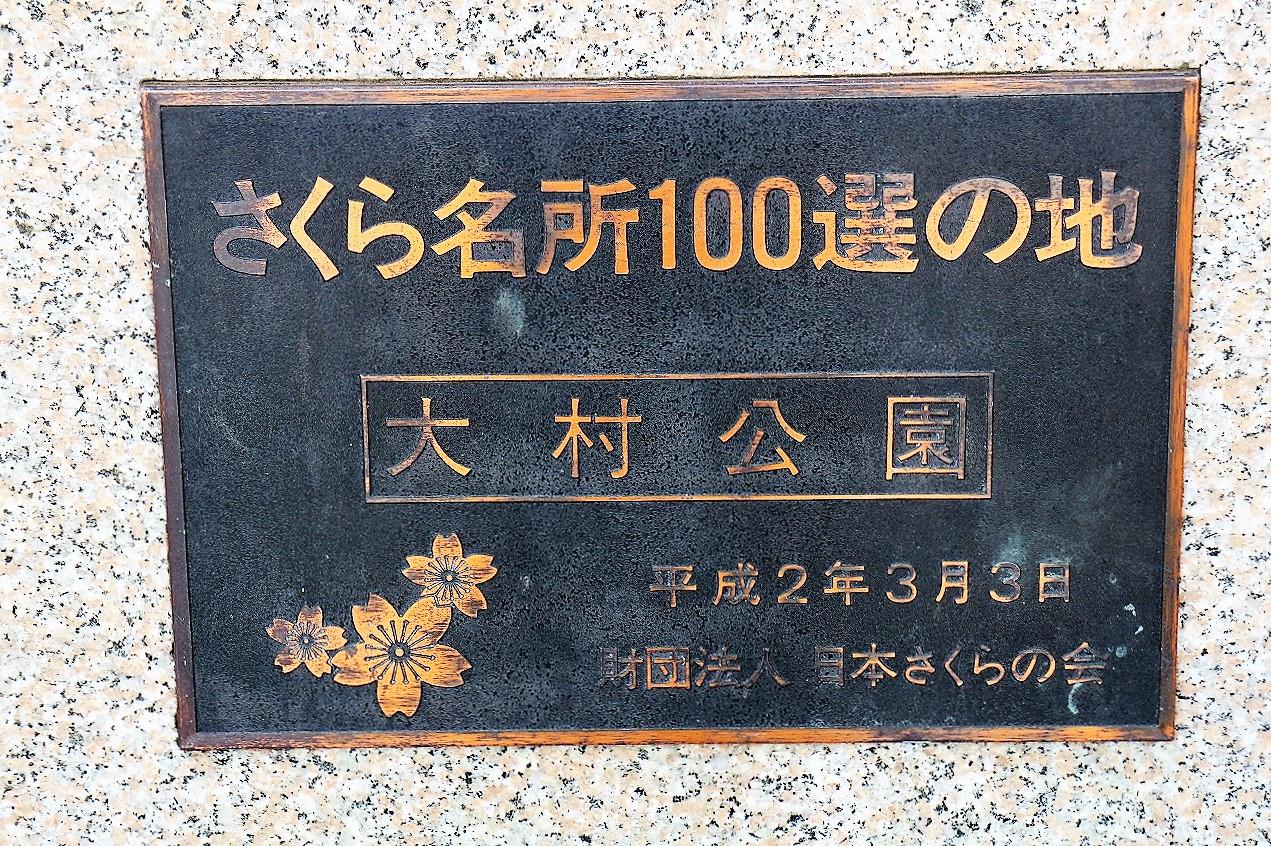 さくら名所100選の地
大村公園
平成2年3月3日
財団法人 日本さくらの会